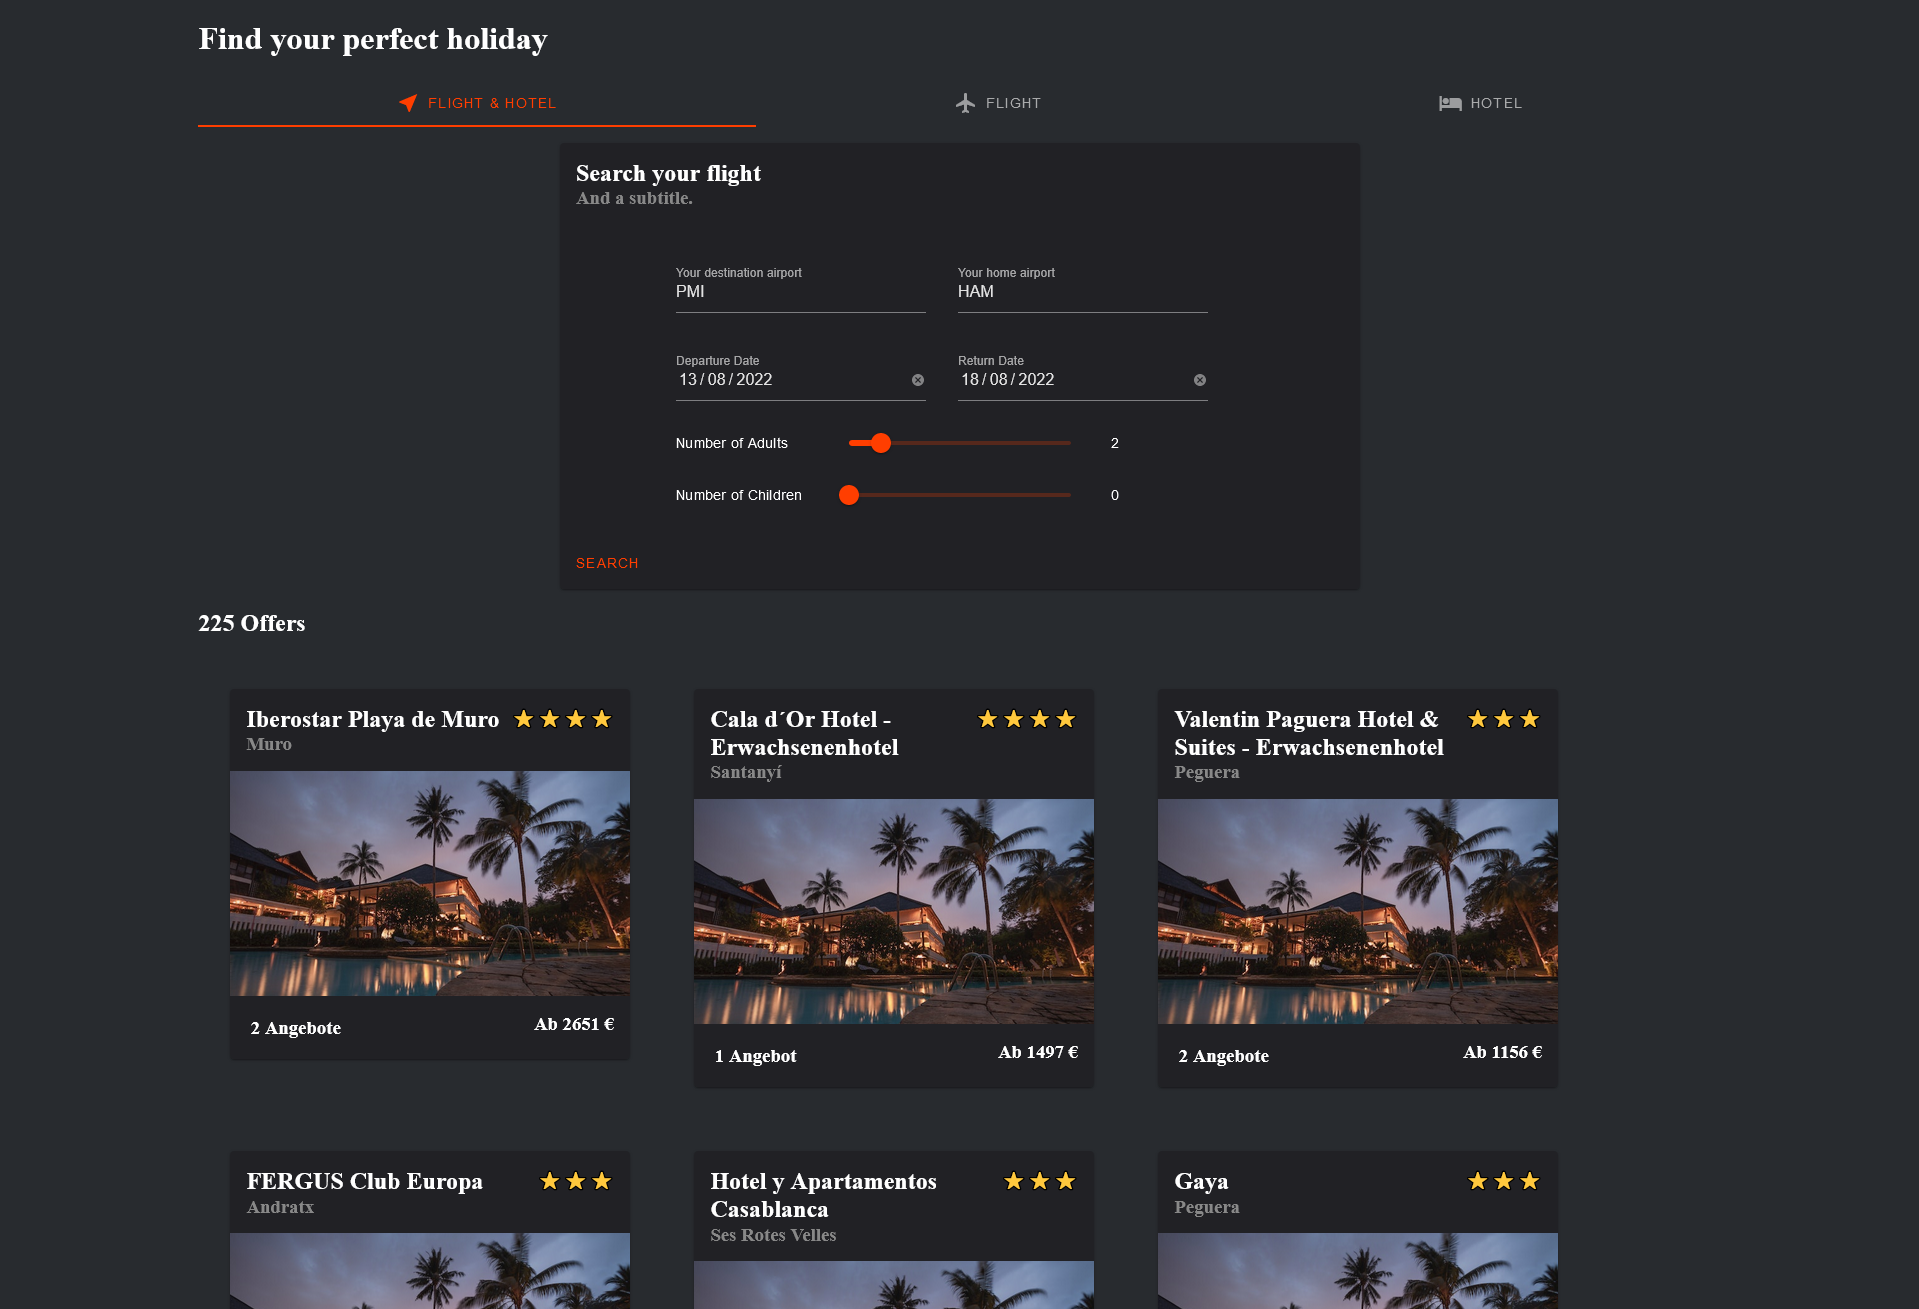 Find your perfect holiday
FLIGHT & HOTEL
FLIGHT
HOTEL
Search your flight
And a subtitle.
Your destination airport
Your home airport
PMI
HAM
Departure Date
Return Date
13/08/2022
18/08/2022
Number of Adults
2
Number of Children
0
SEARCH
225 Offers
Iberostar Playa de Muro
Muro
2 Angebote
Ab 2651 €
Cala d´Or Hotel -
Erwachsenenhotel
Santanyí
1 Angebot
Ab 1497 €
Valentin Paguera Hotel &
Suites - Erwachsenenhotel
Peguera
2 Angebote
Ab 1156 €
FERGUS Club Europa
Andratx
Hotel y Apartamentos
Casablanca
Ses Rotes Velles
Gaya
Peguera